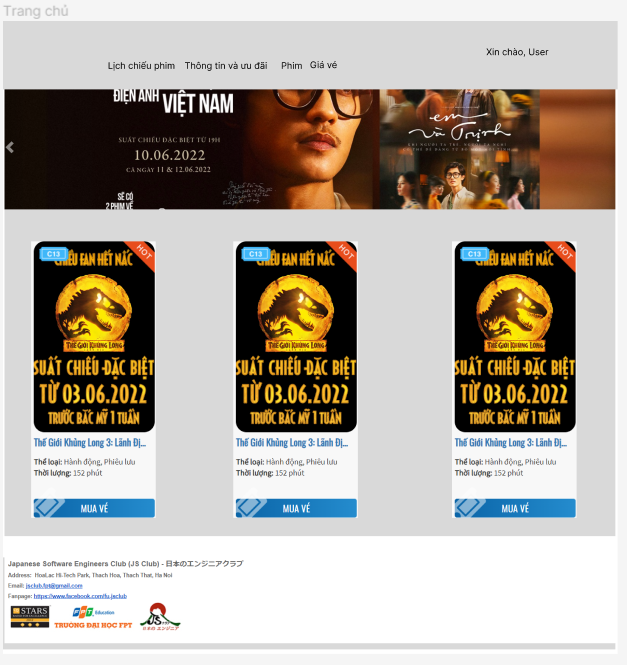 Trang chủ
Xin chào, User
Lịch chiếu phim Thông tin và ưu đãi Phim Giá vé
ĐIỆN ẢNH VIỆT NAM
SUẤT CHIẾU ĐẶC BIỆT TỪ 19H
10.06.2022
CẢ NGÀY 11 & 12.06.2022
SẼ CÓ
2 PHIM VỀ
em
và Trịnh
C13
HOT
CHIẾU FAN HẾT NẤC
THẾ GIỚI KHỦNG LONG
SUẤT CHIẾU ĐẶC BIỆT
TỪ 03.06.2022
TRƯỚC BẮC MỸ 1 TUẦN
Thế Giới Khủng Long 3: Lãnh Đị...
Thể loại: Hành động, Phiêu lưu
Thời lượng: 152 phút
MUA VÉ
C13
HOT
CHIẾU FAN HẾT NẤC
THẾ GIỚI KHỦNG LONG
SUẤT CHIẾU ĐẶC BIỆT
TỪ 03.06.2022
TRƯỚC BẮC MỸ 1 TUẦN
Thế Giới Khủng Long 3: Lãnh Đị...
Thể loại: Hành động, Phiêu lưu
Thời lượng: 152 phút
MUA VÉ
C13
HOT
CHIẾU FAN HẾT NẤC
THẾ GIỚI KHỦNG LONG
SUẤT CHIẾU ĐẶC BIỆT
TỪ 03.06.2022
TRƯỚC BẮC MỸ 1 TUẦN
Thế Giới Khủng Long 3: Lãnh Đị...
Thể loại: Hành động, Phiêu lưu
Thời lượng: 152 phút
MUA VÉ
Japanese Software Engineers Club (JS Club) - 日本のエンジニアクラブ
Address: HoaLac Hi.Tech Park, Thach Hoa, Thach That, Ha Noi
Email: jsclub.fpt@gmail.com
Fanpage: https://www.facebook.com/fu.jsclub
STARS
FPT Education
TRƯỜNG ĐẠI HỌC FPT
JS
日本の エンジニア